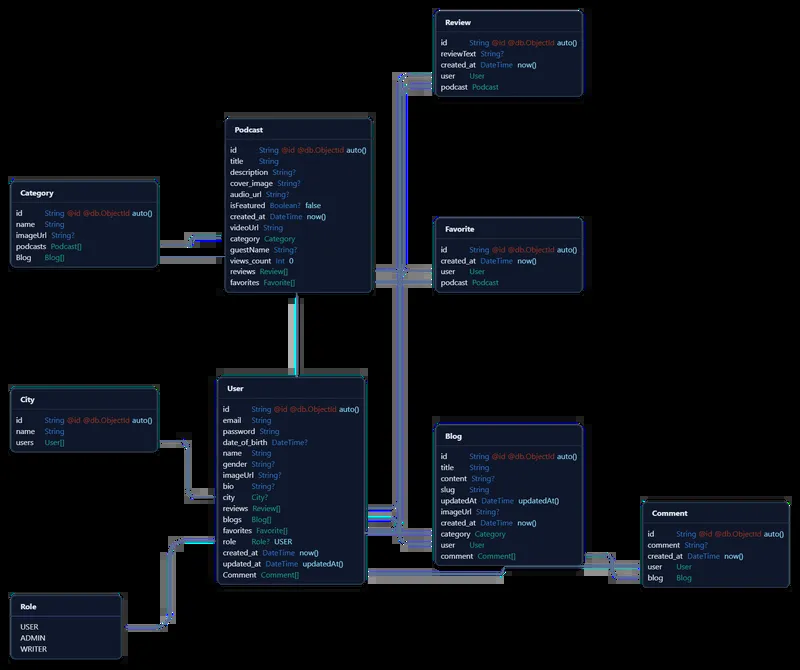 Review
id String @id @db.ObjectId auto()
reviewText String?
created_at DateTime now()
user User
podcast Podcast
Podcast
id String @id @db.ObjectId auto()
title String
description String?
cover_image String?
audio_url String?
isFeatured Boolean? false
created_at DateTime now()
videoUrl String
category Category
guestName String?
views_count Int 0
reviews Review[]
favorites Favorite[]
Category
id String @id @db.ObjectId auto()
name String
imageUrl String?
podcasts Podcast[]
Blog Blog[]
Favorite
id String @id @db.ObjectId auto()
created_at DateTime now()
user User
podcast Podcast
User
id String @id @db.ObjectId auto()
email String
password String
date_of_birth DateTime?
name String
gender String?
imageUrl String?
bio String?
city City?
reviews Review[]
blogs Blog[]
favorites Favorite[]
role Role? USER
created_at DateTime now()
updated_at DateTime updatedAt()
Comment Comment[]
City
id String @id @db.ObjectId auto()
name String
users User[]
Blog
id String @id @db.ObjectId auto()
title String
content String?
slug String
updatedAt DateTime updatedAt()
imageUrl String?
created_at DateTime now()
category Category
user User
comment Comment[]
Comment
id String @id @db.ObjectId auto()
comment String?
created_at DateTime now()
user User
blog Blog
Role
USER
ADMIN
WRITER